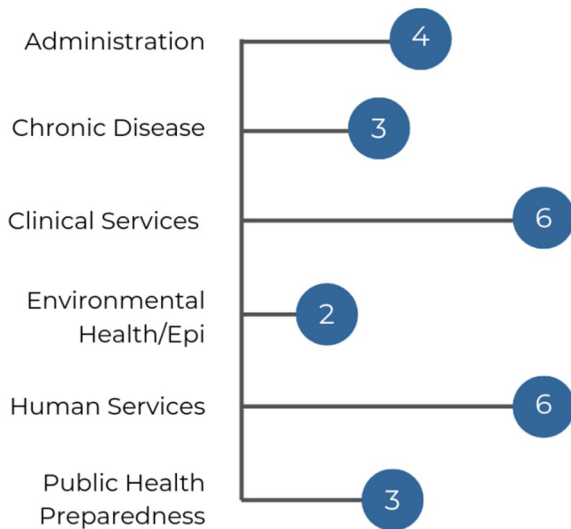 Administration
4
Chronic Disease
3
Clinical Services
6
Environmental
Health/Epi
2
Human Services
6
Public Health
Preparedness
3